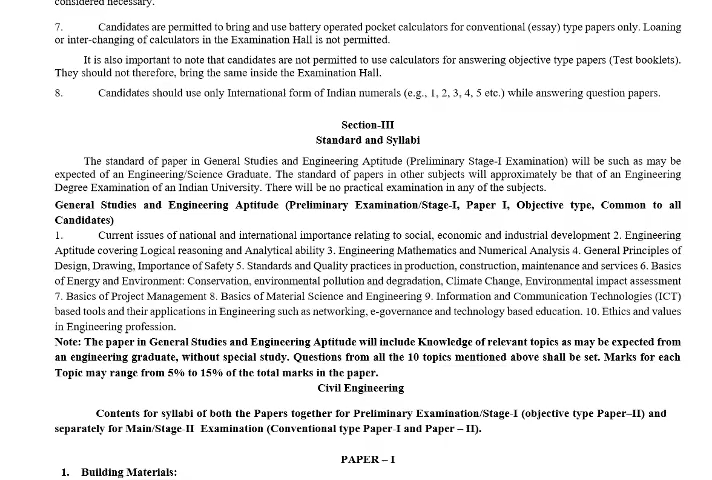 considered necessary.
7. Candidates are permitted to bring and use battery operated pocket calculators for conventional (essay) type papers only. Loaning
or inter-changing of calculators in the Examination Hall is not permitted.
It is also important to note that candidates are not permitted to use calculators for answering objective type papers (Test booklets).
They should not therefore, bring the same inside the Examination Hall.
8. Candidates should use only International form of Indian numerals (e.g., 1, 2, 3, 4, 5 etc.) while answering question papers.
Section-III
Standard and Syllabi
The standard of paper in General Studies and Engineering Aptitude (Preliminary Stage-I Examination) will be such as may be
expected of an Engineering/Science Graduate. The standard of papers in other subjects will approximately be that of an Engineering
Degree Examination of an Indian University. There will be no practical examination in any of the subjects.
General Studies and Engineering Aptitude (Preliminary Examination/Stage-I, Paper I, Objective type, Common to all
Candidates)
1. Current issues of national and international importance relating to social, economic and industrial development 2. Engineering
Aptitude covering Logical reasoning and Analytical ability 3. Engineering Mathematics and Numerical Analysis 4. General Principles of
Design, Drawing, Importance of Safety 5. Standards and Quality practices in production, construction, maintenance and services 6. Basics
of Energy and Environment: Conservation, environmental pollution and degradation, Climate Change, Environmental impact assessment
7. Basics of Project Management 8. Basics of Material Science and Engineering 9. Information and Communication Technologies (ICT)
based tools and their applications in Engineering such as networking, e-governance and technology based education. 10. Ethics and values
in Engineering profession.
Note: The paper in General Studies and Engineering Aptitude will include Knowledge of relevant topics as may be expected from
an engineering graduate, without special study. Questions from all the 10 topics mentioned above shall be set. Marks for each
Topic may range from 5% to 15% of the total marks in the paper.
Civil Engineering
Contents for syllabi of both the Papers together for Preliminary Examination/Stage-I (objective type Paper–II) and
separately for Main/Stage-II Examination (Conventional type Paper-I and Paper – II).
PAPER – I
1. Building Materials: